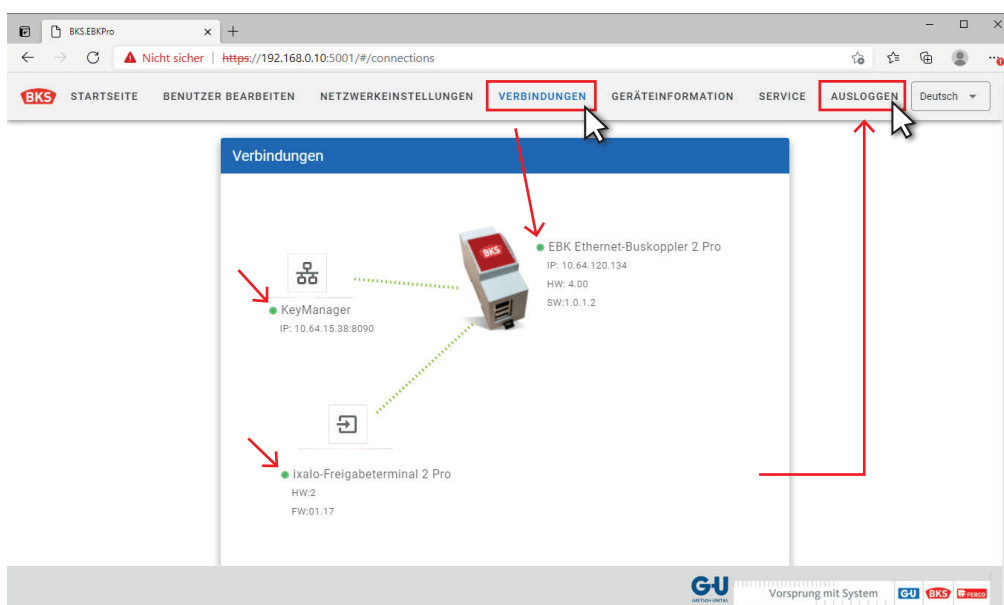 BKS.EBKPro
Nicht sicher | https://192.168.0.10:5001/#/connections
BKS STARTSEITE BENUTZER BEARBEITEN NETZWERKEINSTELLUNGEN VERBINDUNGEN GERÄTEINFORMATION SERVICE AUSLOGGEN Deutsch
Verbindungen
BKS
EBK Ethernet-Buskoppler 2 Pro
IP: 10.64.120.134
HW: 4.00
SW:1.0.1.2
KeyManager
IP: 10.64.15.38:8090
ixalo-Freigabeterminal 2 Pro
HW:2
FW:01.17
G-U
GRETSCH-UNITAS
Vorsprung mit System
G-U BKS FERCO